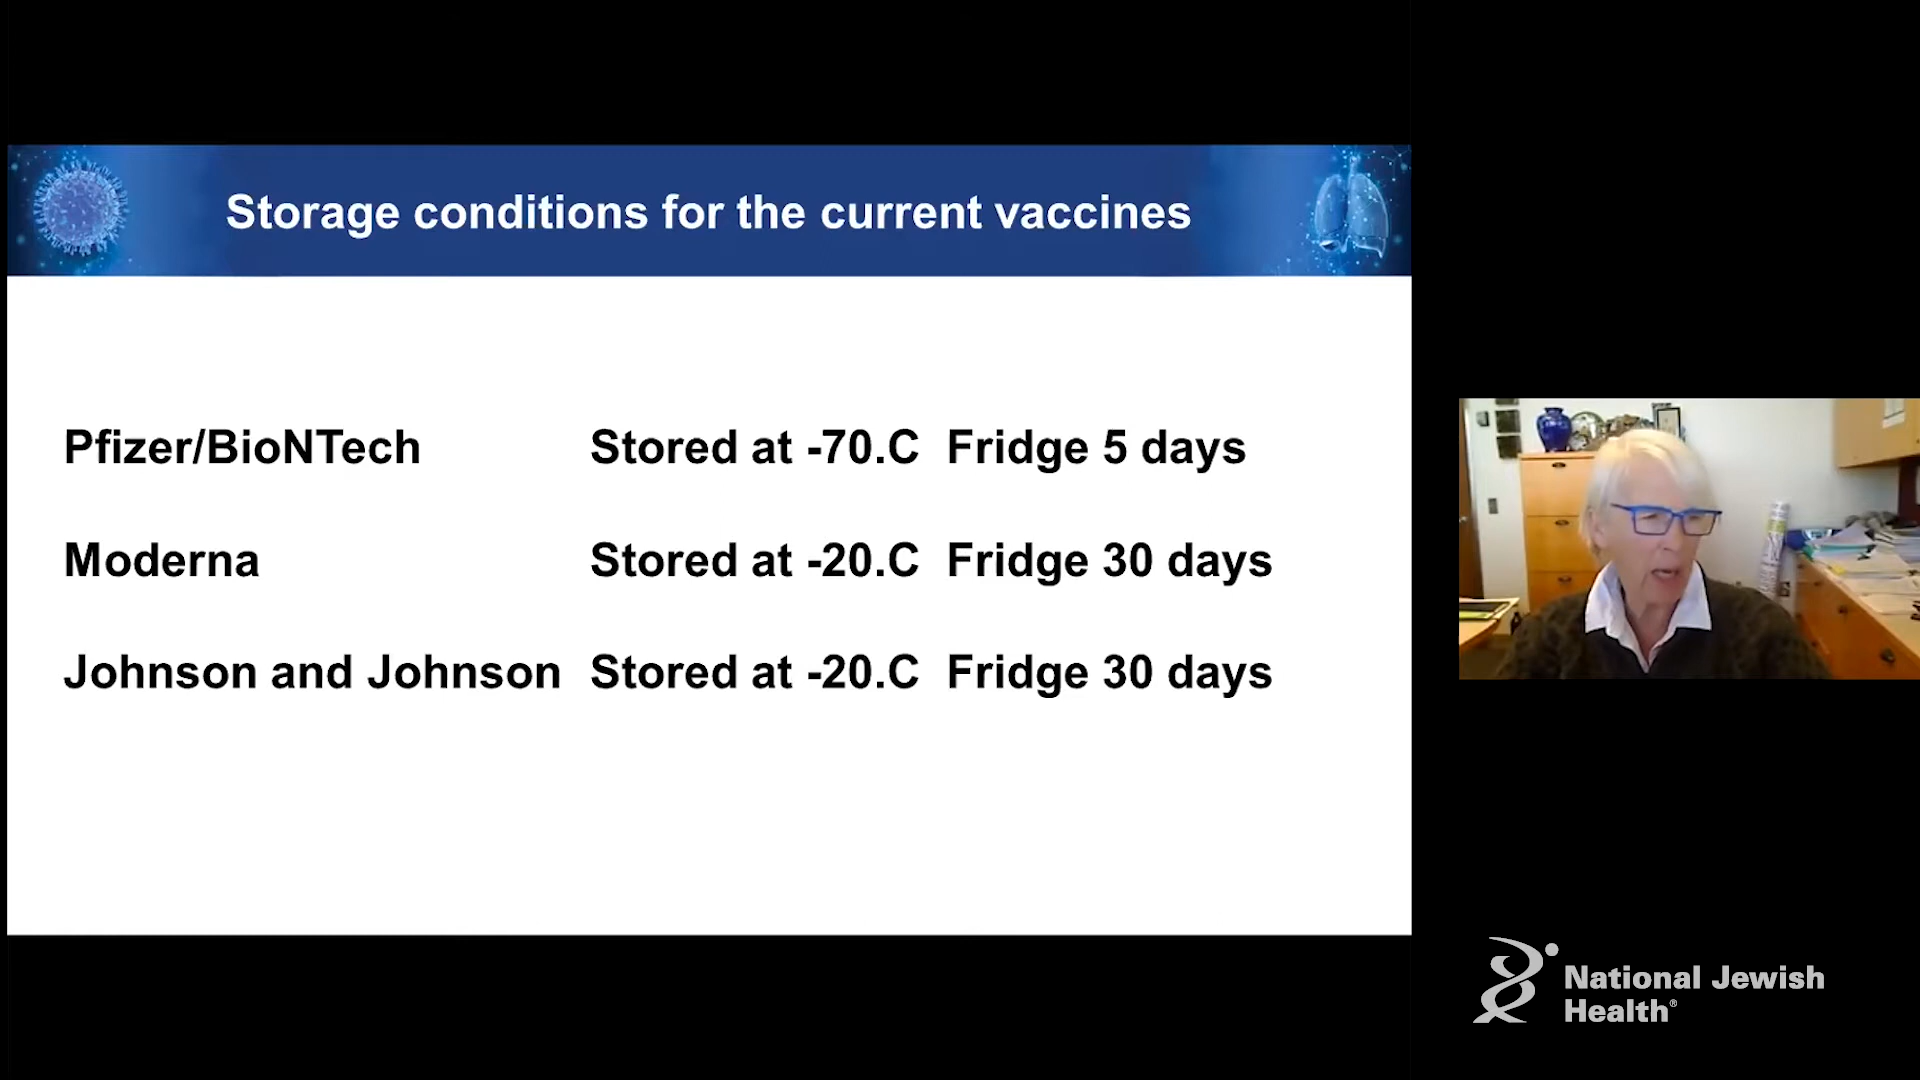 Storage conditions for the current vaccines
Pfizer/BioNTech Stored at -70.C Fridge 5 days
Moderna Stored at -20.C Fridge 30 days
Johnson and Johnson Stored at -20.C Fridge 30 days
National Jewish
Health®